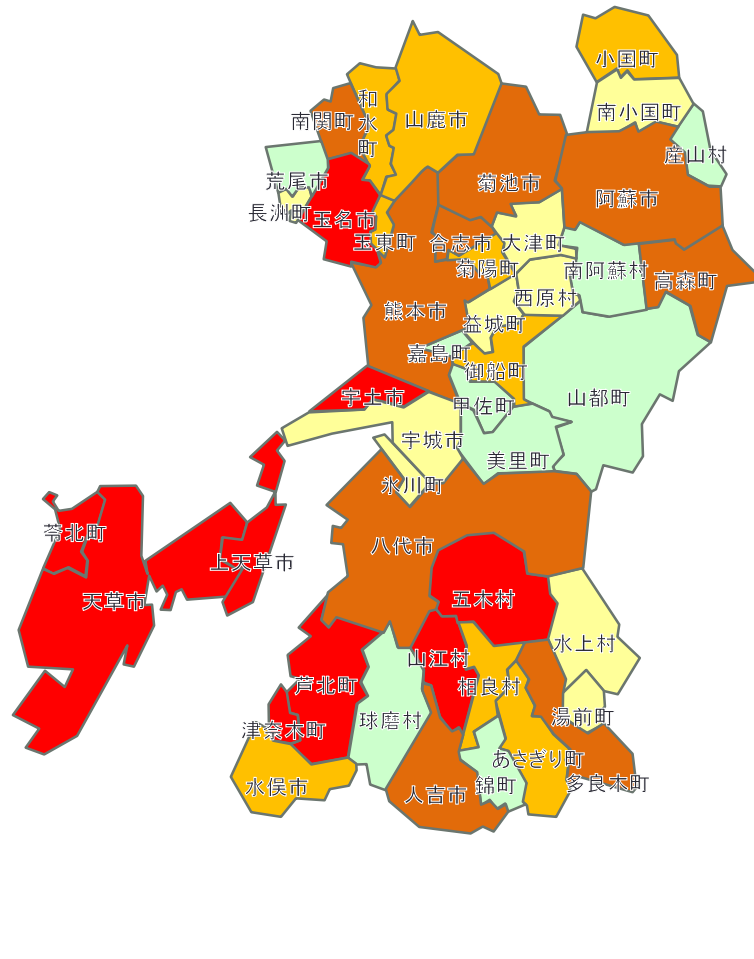 小国町
南小国町
和水町
山鹿市
南関町
産山村
荒尾市
菊池市
阿蘇市
長洲町
玉名市
玉東町
合志市
大津町
菊陽町
南阿蘇村
高森町
西原村
熊本市
益城町
嘉島町
御船町
宇土市
甲佐町
山都町
宇城市
美里町
氷川町
苓北町
八代市
上天草市
天草市
五木村
水上村
山江村
芦北町
相良村
湯前町
球磨村
津奈木町
あさぎり町
水俣市
人吉市
錦町
多良木町